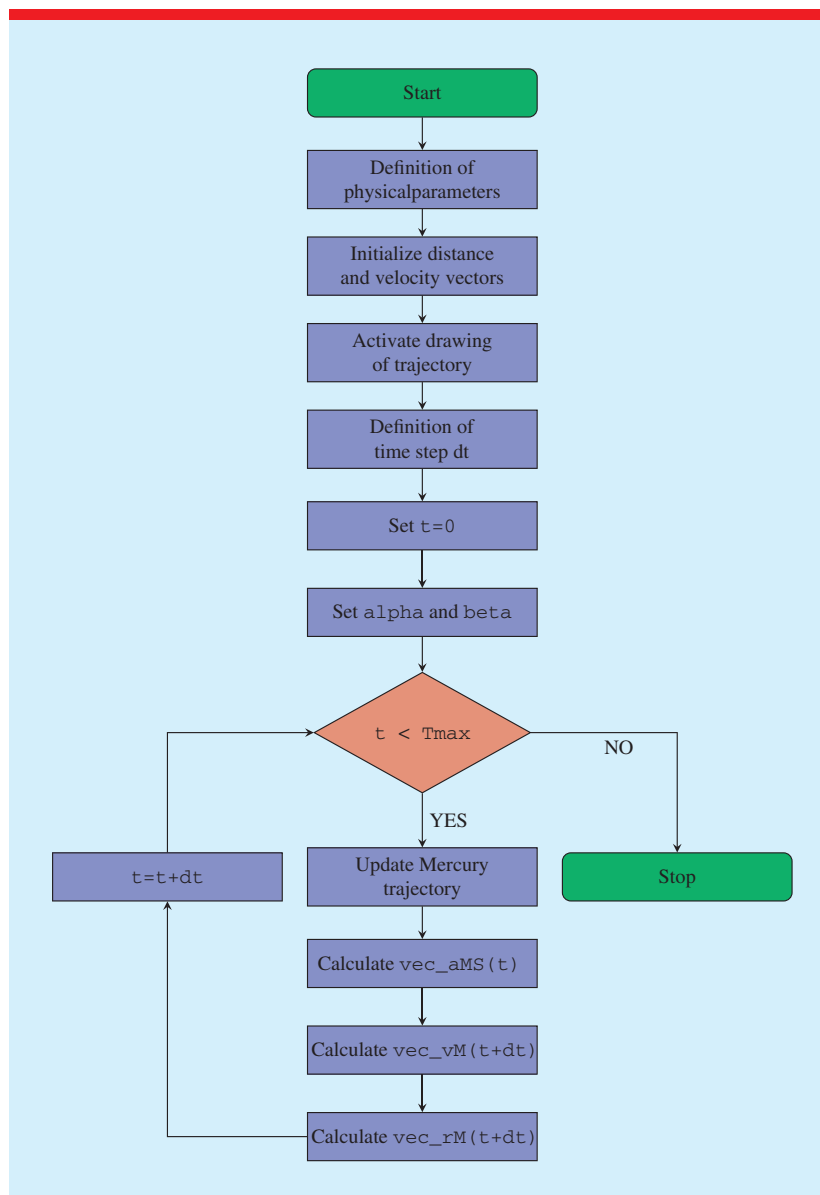 Start
Definition of
physicalparameters
Initialize distance
and velocity vectors
Activate drawing
of trajectory
Definition of
time step dt
Set t=0
Set alpha and beta
t < Tmax
NO
YES
Update Mercury
trajectory
t=t+dt
Stop
Calculate vec_aMS(t)
Calculate vec_vM(t+dt)
Calculate vec_rM(t+dt)